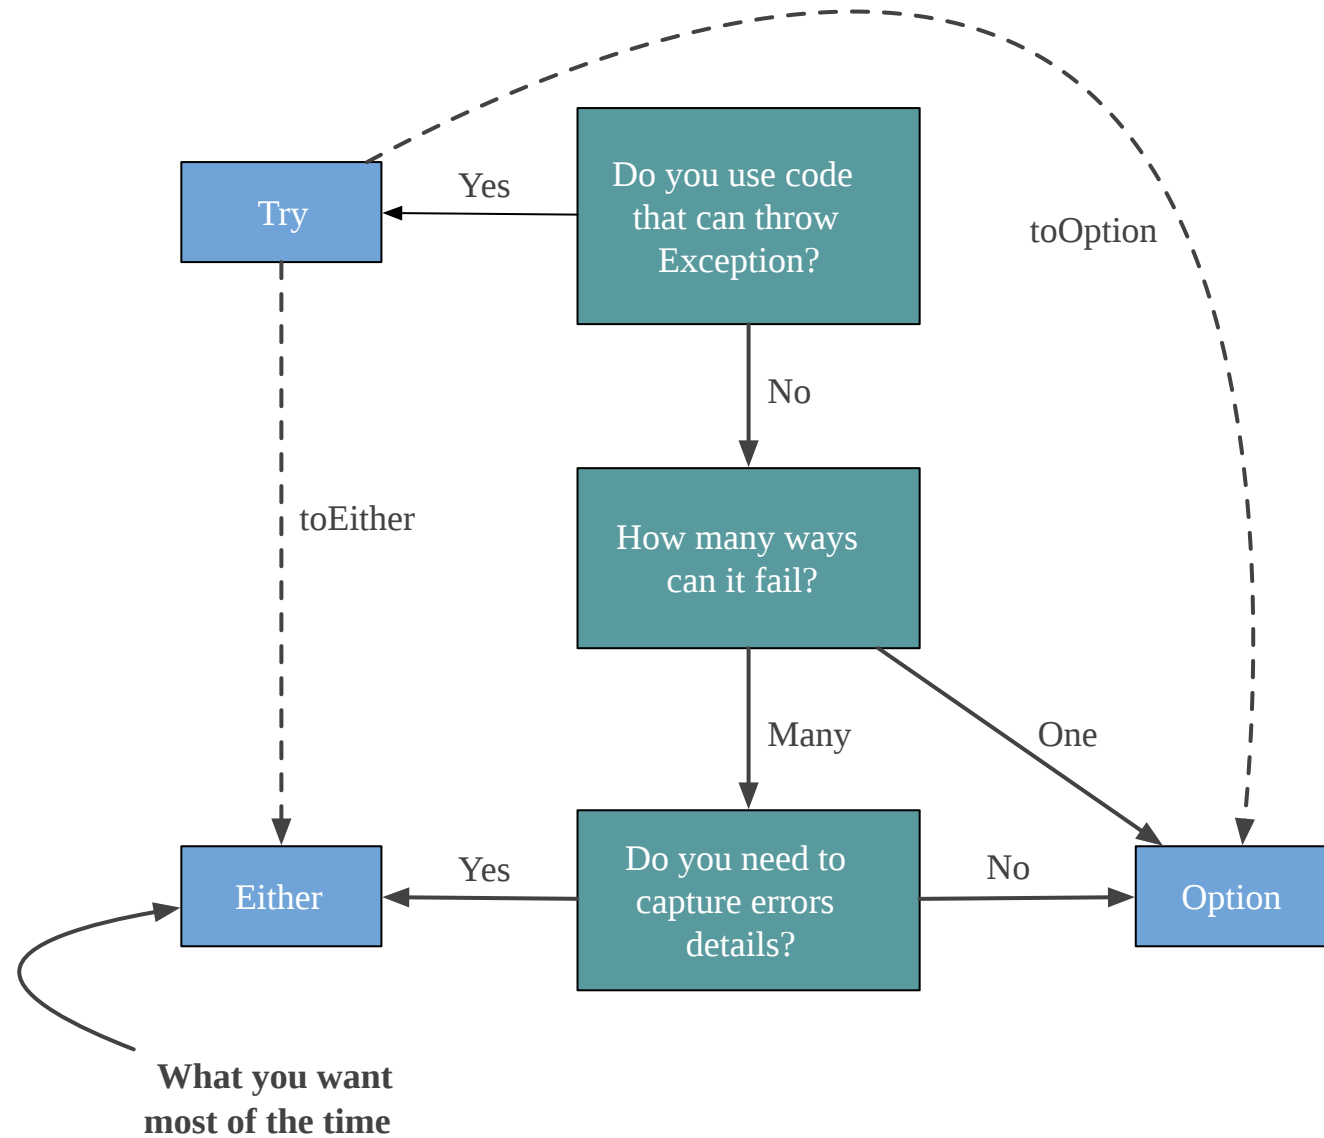 Do you use code
that can throw
Exception?
Yes
Try
toOption
No
toEither
How many ways
can it fail?
Many
One
Do you need to
capture errors
details?
Yes
No
Either
Option
What you want
most of the time